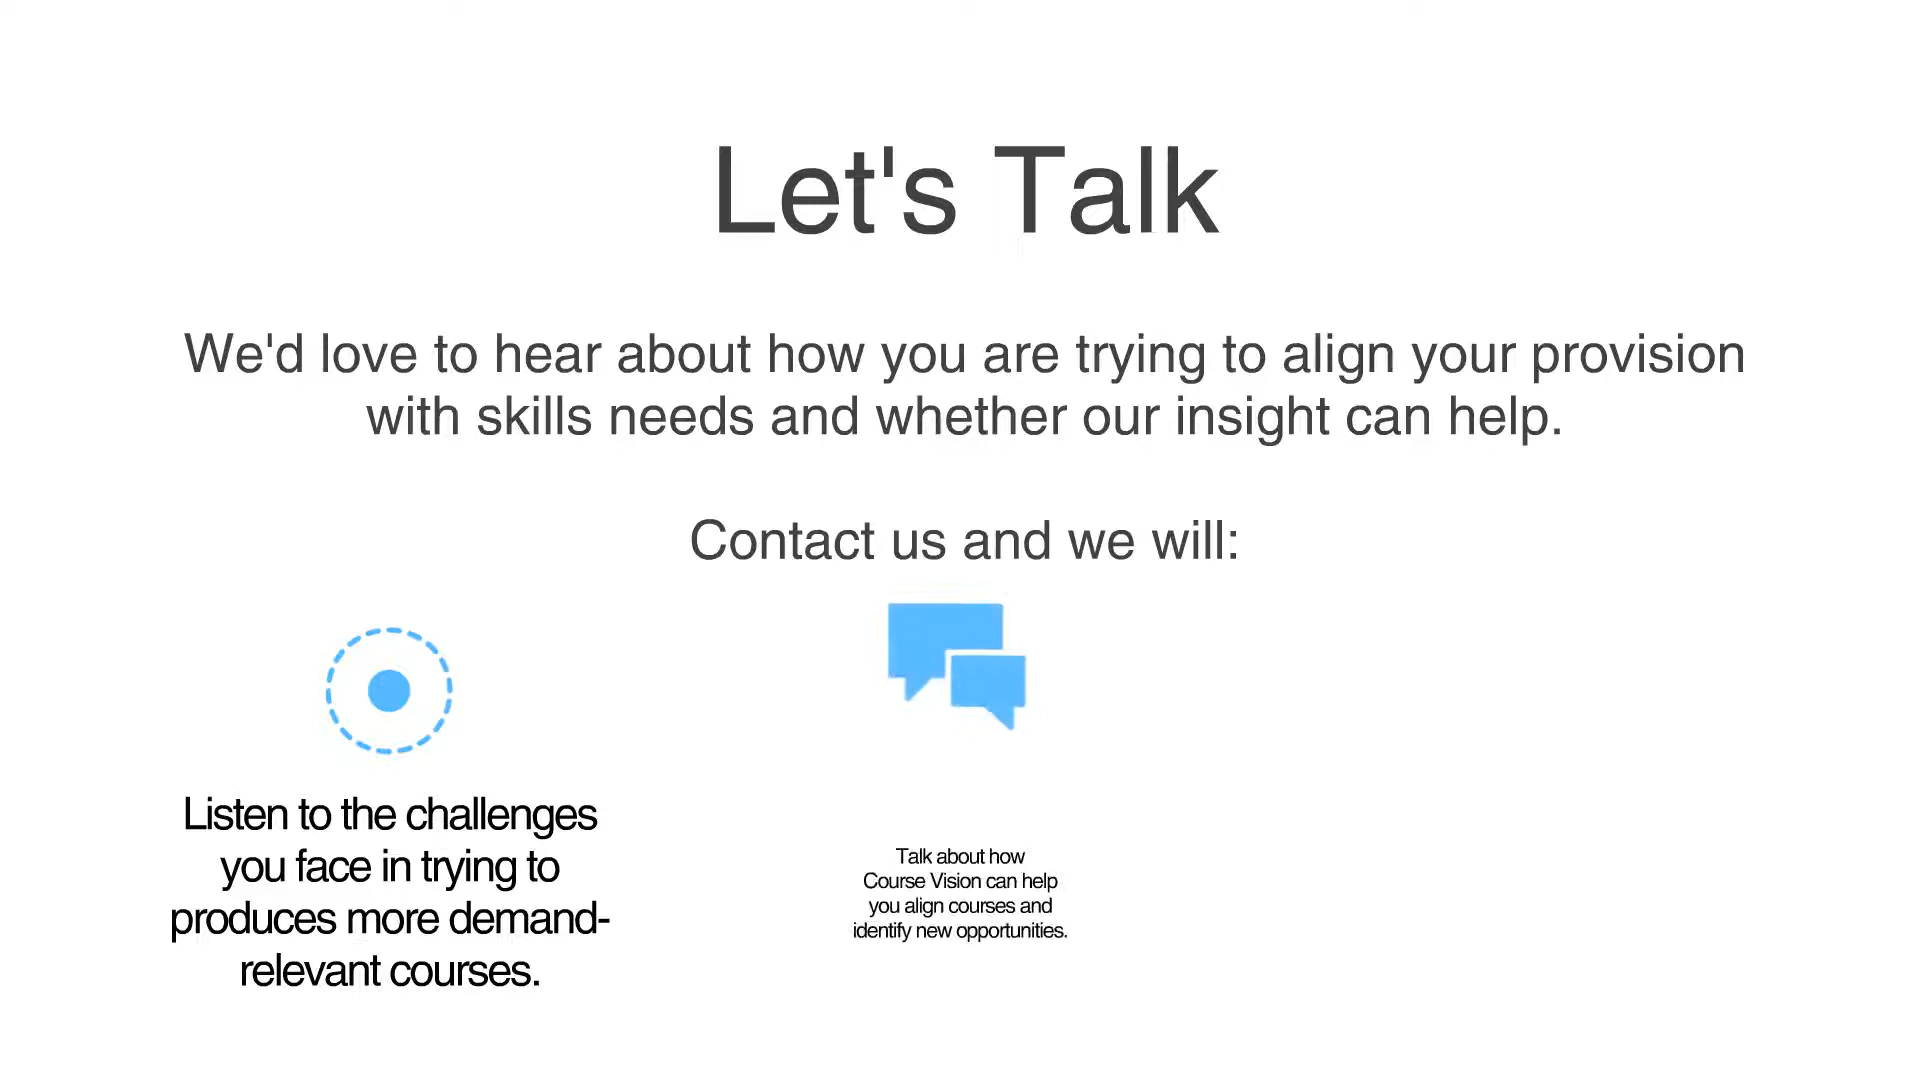 Let's Talk
We'd love to hear about how you are trying to align your provision
with skills needs and whether our insight can help.
Contact us and we will:
Listen to the challenges
you face in trying to
produces more demand-
relevant courses.
Talk about how
Course Vision can help
you align courses and
identify new opportunities.